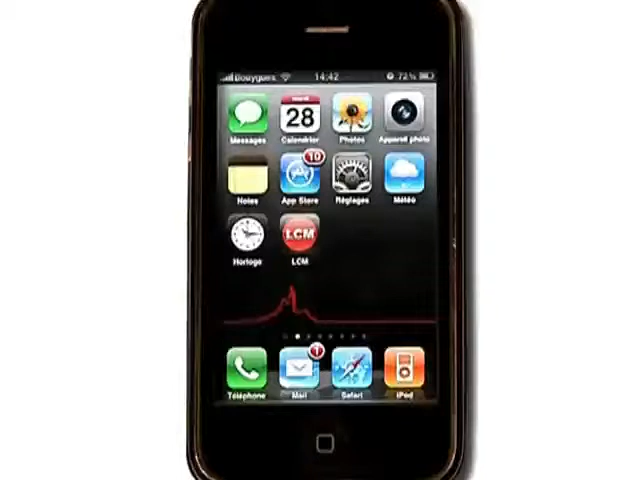 Bouygues 14:42 72%
28
Messages Calendrier Photos Appareil photo
10
Notes App Store Réglages Météo
LCM
Horloge LCM
1
Téléphone Mail Safari iPod